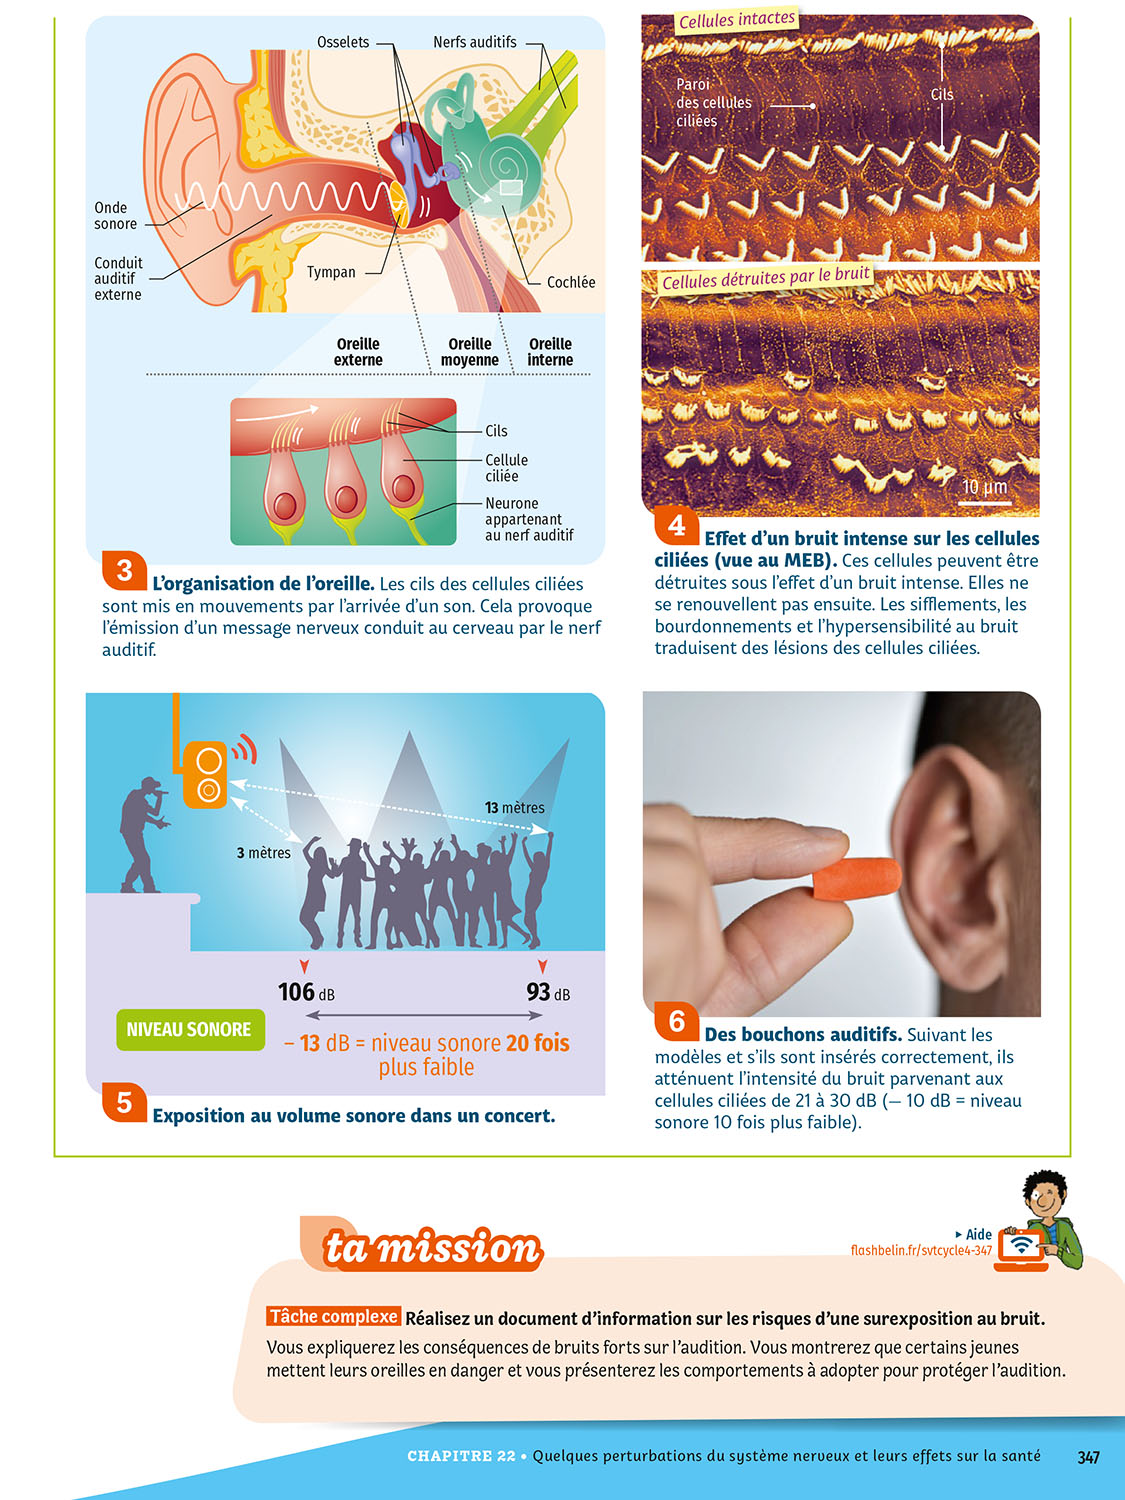 Osselets
Nerfs auditifs
Onde
sonore
Conduit
auditif
externe
Tympan
Cochlée
Oreille
externe
Oreille
moyenne
Oreille
interne
Cils
Cellule
ciliée
Neurone
appartenant
au nerf auditif
3 L'organisation de l'oreille. Les cils des cellules ciliées
sont mis en mouvements par l'arrivée d'un son. Cela provoque
l'émission d'un message nerveux conduit au cerveau par le nerf
auditif.
Cellules intactes
Paroi
des cellules
ciliées
Cils
Cellules détruites par le bruit
10 µm
4 Effet d'un bruit intense sur les cellules
ciliées (vue au MEB). Ces cellules peuvent être
détruites sous l'effet d'un bruit intense. Elles ne
se renouvellent pas ensuite. Les sifflements, les
bourdonnements et l'hypersensibilité au bruit
traduisent des lésions des cellules ciliées.
13 mètres
3 mètres
106 dB
93 dB
NIVEAU SONORE
– 13 dB = niveau sonore 20 fois
plus faible
5 Exposition au volume sonore dans un concert.
6 Des bouchons auditifs. Suivant les
modèles et s'ils sont insérés correctement, ils
atténuent l'intensité du bruit parvenant aux
cellules ciliées de 21 à 30 dB (– 10 dB = niveau
sonore 10 fois plus faible).
ta mission
▸ Aide
flashbelin.fr/svtcycle4-347
Tâche complexe Réalisez un document d'information sur les risques d'une surexposition au bruit.
Vous expliquerez les conséquences de bruits forts sur l'audition. Vous montrerez que certains jeunes
mettent leurs oreilles en danger et vous présenterez les comportements à adopter pour protéger l'audition.
CHAPITRE 22 • Quelques perturbations du système nerveux et leurs effets sur la santé 347